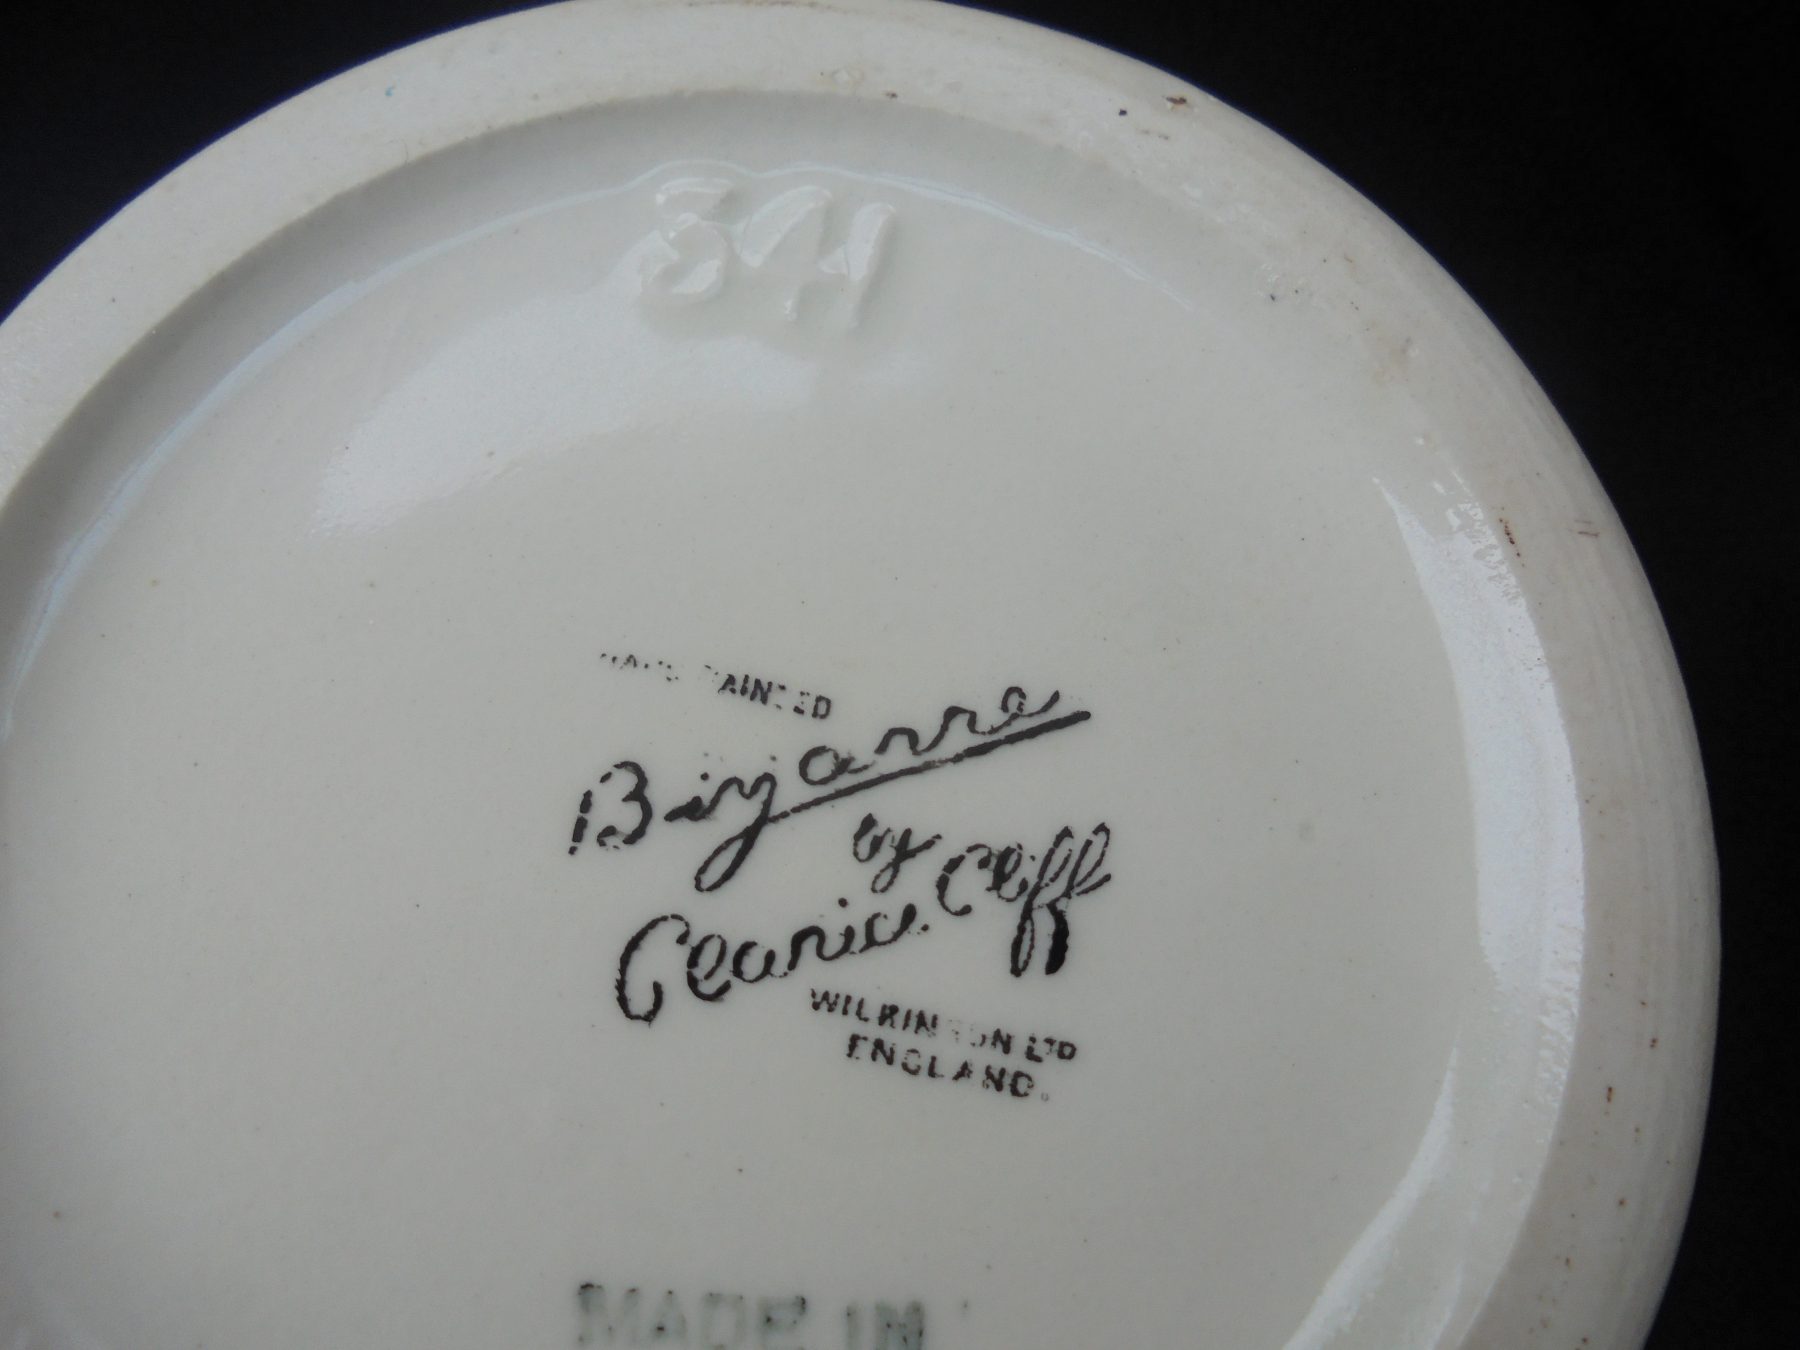 341
HAND PAINTED
Bizarre
by
Clarice Cliff
WILKINSON LTD
ENGLAND.
MADE IN